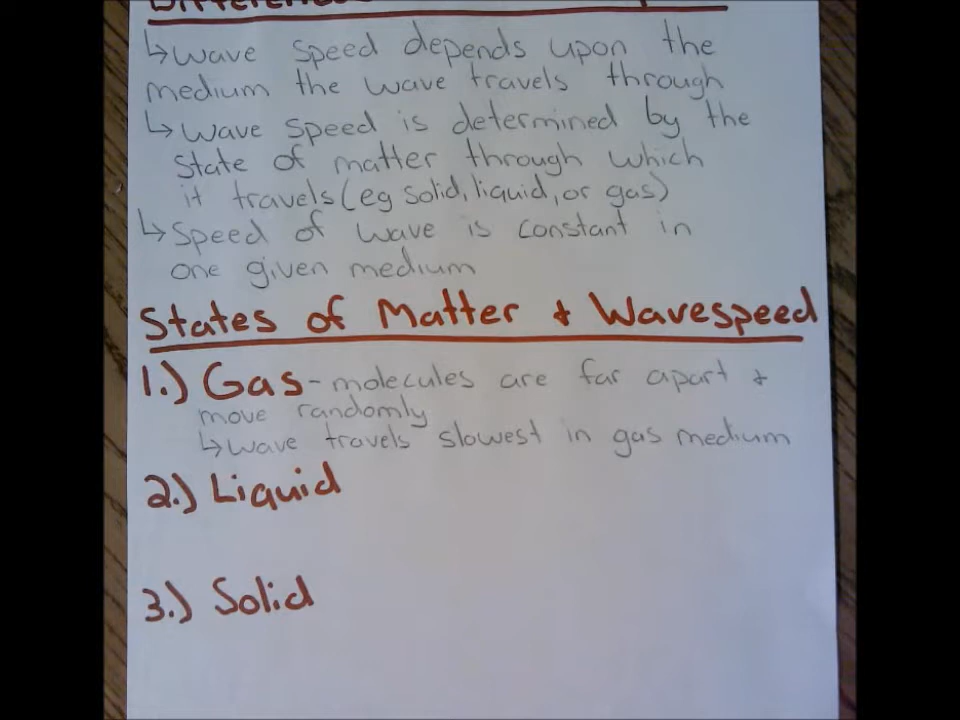 ↳ Wave speed depends upon the
medium the wave travels through
↳ Wave speed is determined by the
state of matter through which
it travels (eg solid, liquid, or gas)
↳ Speed of wave is constant in
one given medium
States of Matter & Wavespeed
1.) Gas - molecules are far apart &
move randomly
↳ wave travels slowest in gas medium
2.) Liquid
3.) Solid